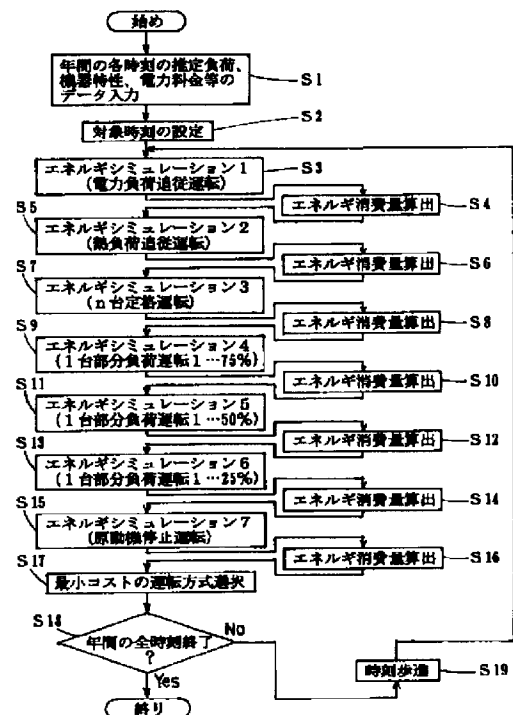 始め
年間の各時刻の推定負荷、
機器特性、電力料金等の
データ入力
S1
対象時刻の設定
S2
エネルギシミュレーション1
(電力負荷追従運転)
S3
エネルギ消費量算出
S4
S5
エネルギシミュレーション2
(熱負荷追従運転)
エネルギ消費量算出
S6
S7
エネルギシミュレーション3
(n台定格運転)
エネルギ消費量算出
S8
S9
エネルギシミュレーション4
(1台部分負荷運転1…75%)
エネルギ消費量算出
S10
S11
エネルギシミュレーション5
(1台部分負荷運転1…50%)
エネルギ消費量算出
S12
S13
エネルギシミュレーション6
(1台部分負荷運転1…25%)
エネルギ消費量算出
S14
S15
エネルギシミュレーション7
(原動機停止運転)
エネルギ消費量算出
S16
S17
最小コストの運転方式選択
S18
年間の全時刻終了
?
No
Yes
時刻歩進
S19
終り